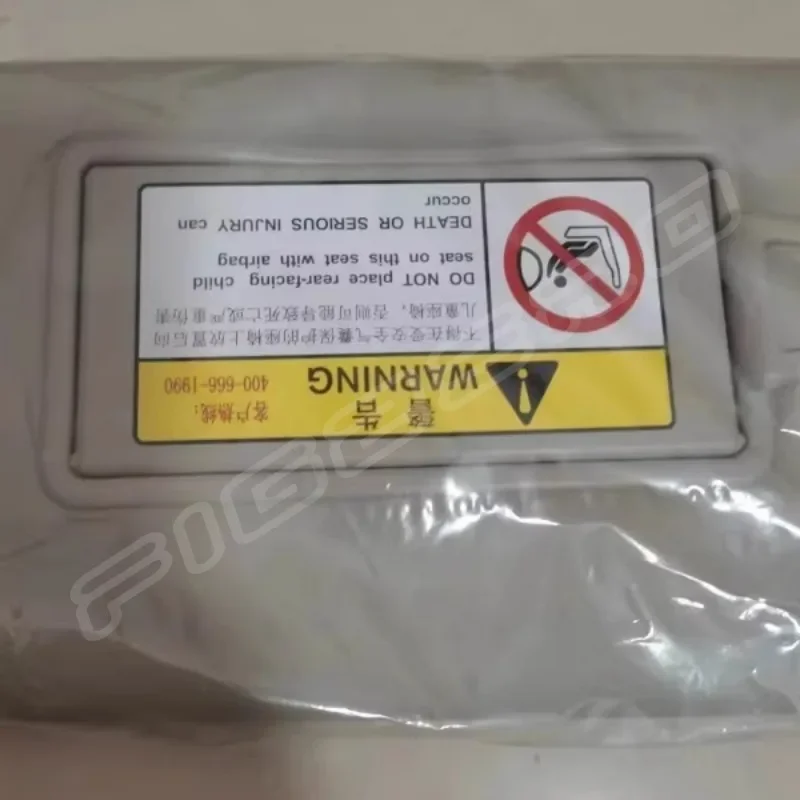 警 告
WARNING
客户热线:
400-666-1990
不得在受安全气囊保护的座椅上放置后向
儿童座椅，否则可能导致死亡或严重伤害
DO NOT place rear-facing child
seat on this seat with airbag
DEATH OR SERIOUS INJURY can
occur